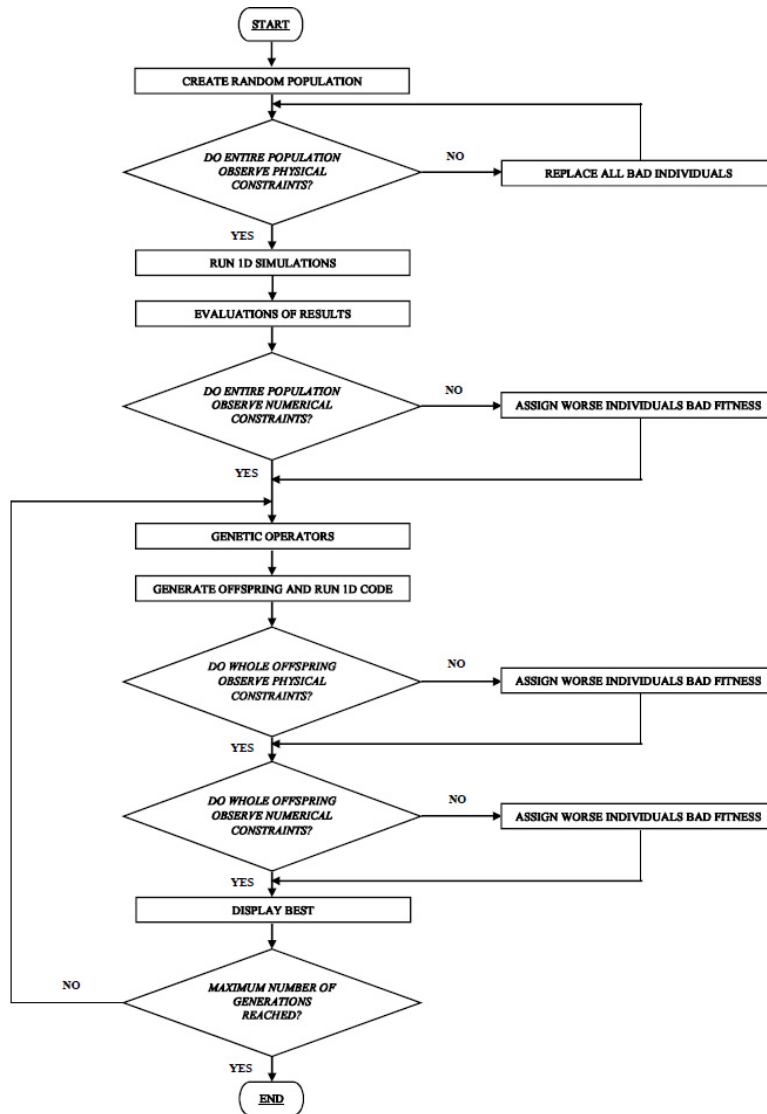 START
CREATE RANDOM POPULATION
DO ENTIRE POPULATION
OBSERVE PHYSICAL
CONSTRAINTS?
NO
REPLACE ALL BAD INDIVIDUALS
YES
RUN 1D SIMULATIONS
EVALUATIONS OF RESULTS
DO ENTIRE POPULATION
OBSERVE NUMERICAL
CONSTRAINTS?
NO
ASSIGN WORSE INDIVIDUALS BAD FITNESS
YES
GENETIC OPERATORS
GENERATE OFFSPRING AND RUN 1D CODE
DO WHOLE OFFSPRING
OBSERVE PHYSICAL
CONSTRAINTS?
NO
ASSIGN WORSE INDIVIDUALS BAD FITNESS
YES
DO WHOLE OFFSPRING
OBSERVE NUMERICAL
CONSTRAINTS?
NO
ASSIGN WORSE INDIVIDUALS BAD FITNESS
YES
DISPLAY BEST
NO
MAXIMUM NUMBER OF
GENERATIONS
REACHED?
YES
END